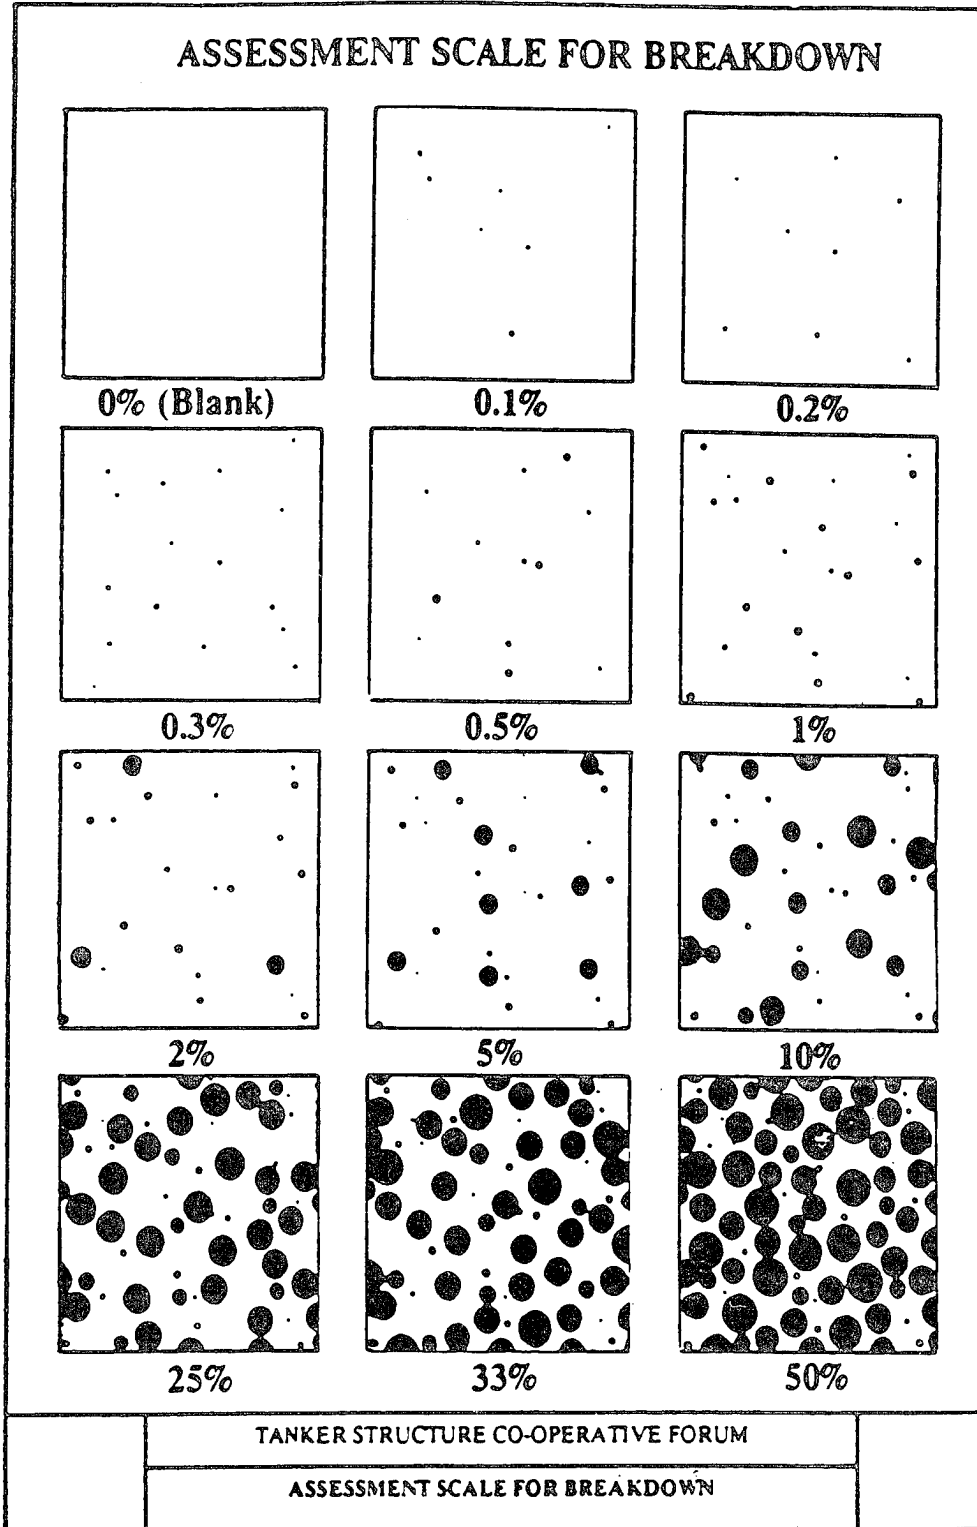 ASSESSMENT SCALE FOR BREAKDOWN
0% (Blank)
0.1%
0.2%
0.3%
0.5%
1%
2%
5%
10%
25%
33%
50%
TANKER STRUCTURE CO-OPERATIVE FORUM
ASSESSMENT SCALE FOR BREAKDOWN